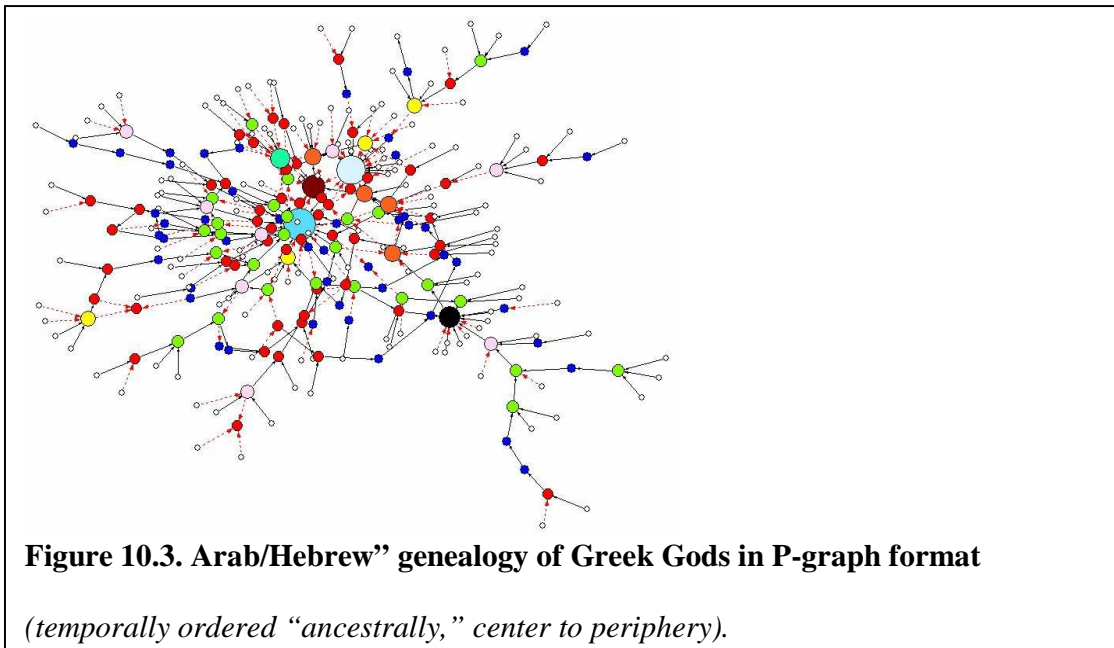 Figure 10.3. Arab/Hebrew” genealogy of Greek Gods in P-graph format
(temporally ordered “ancestrally,” center to periphery).